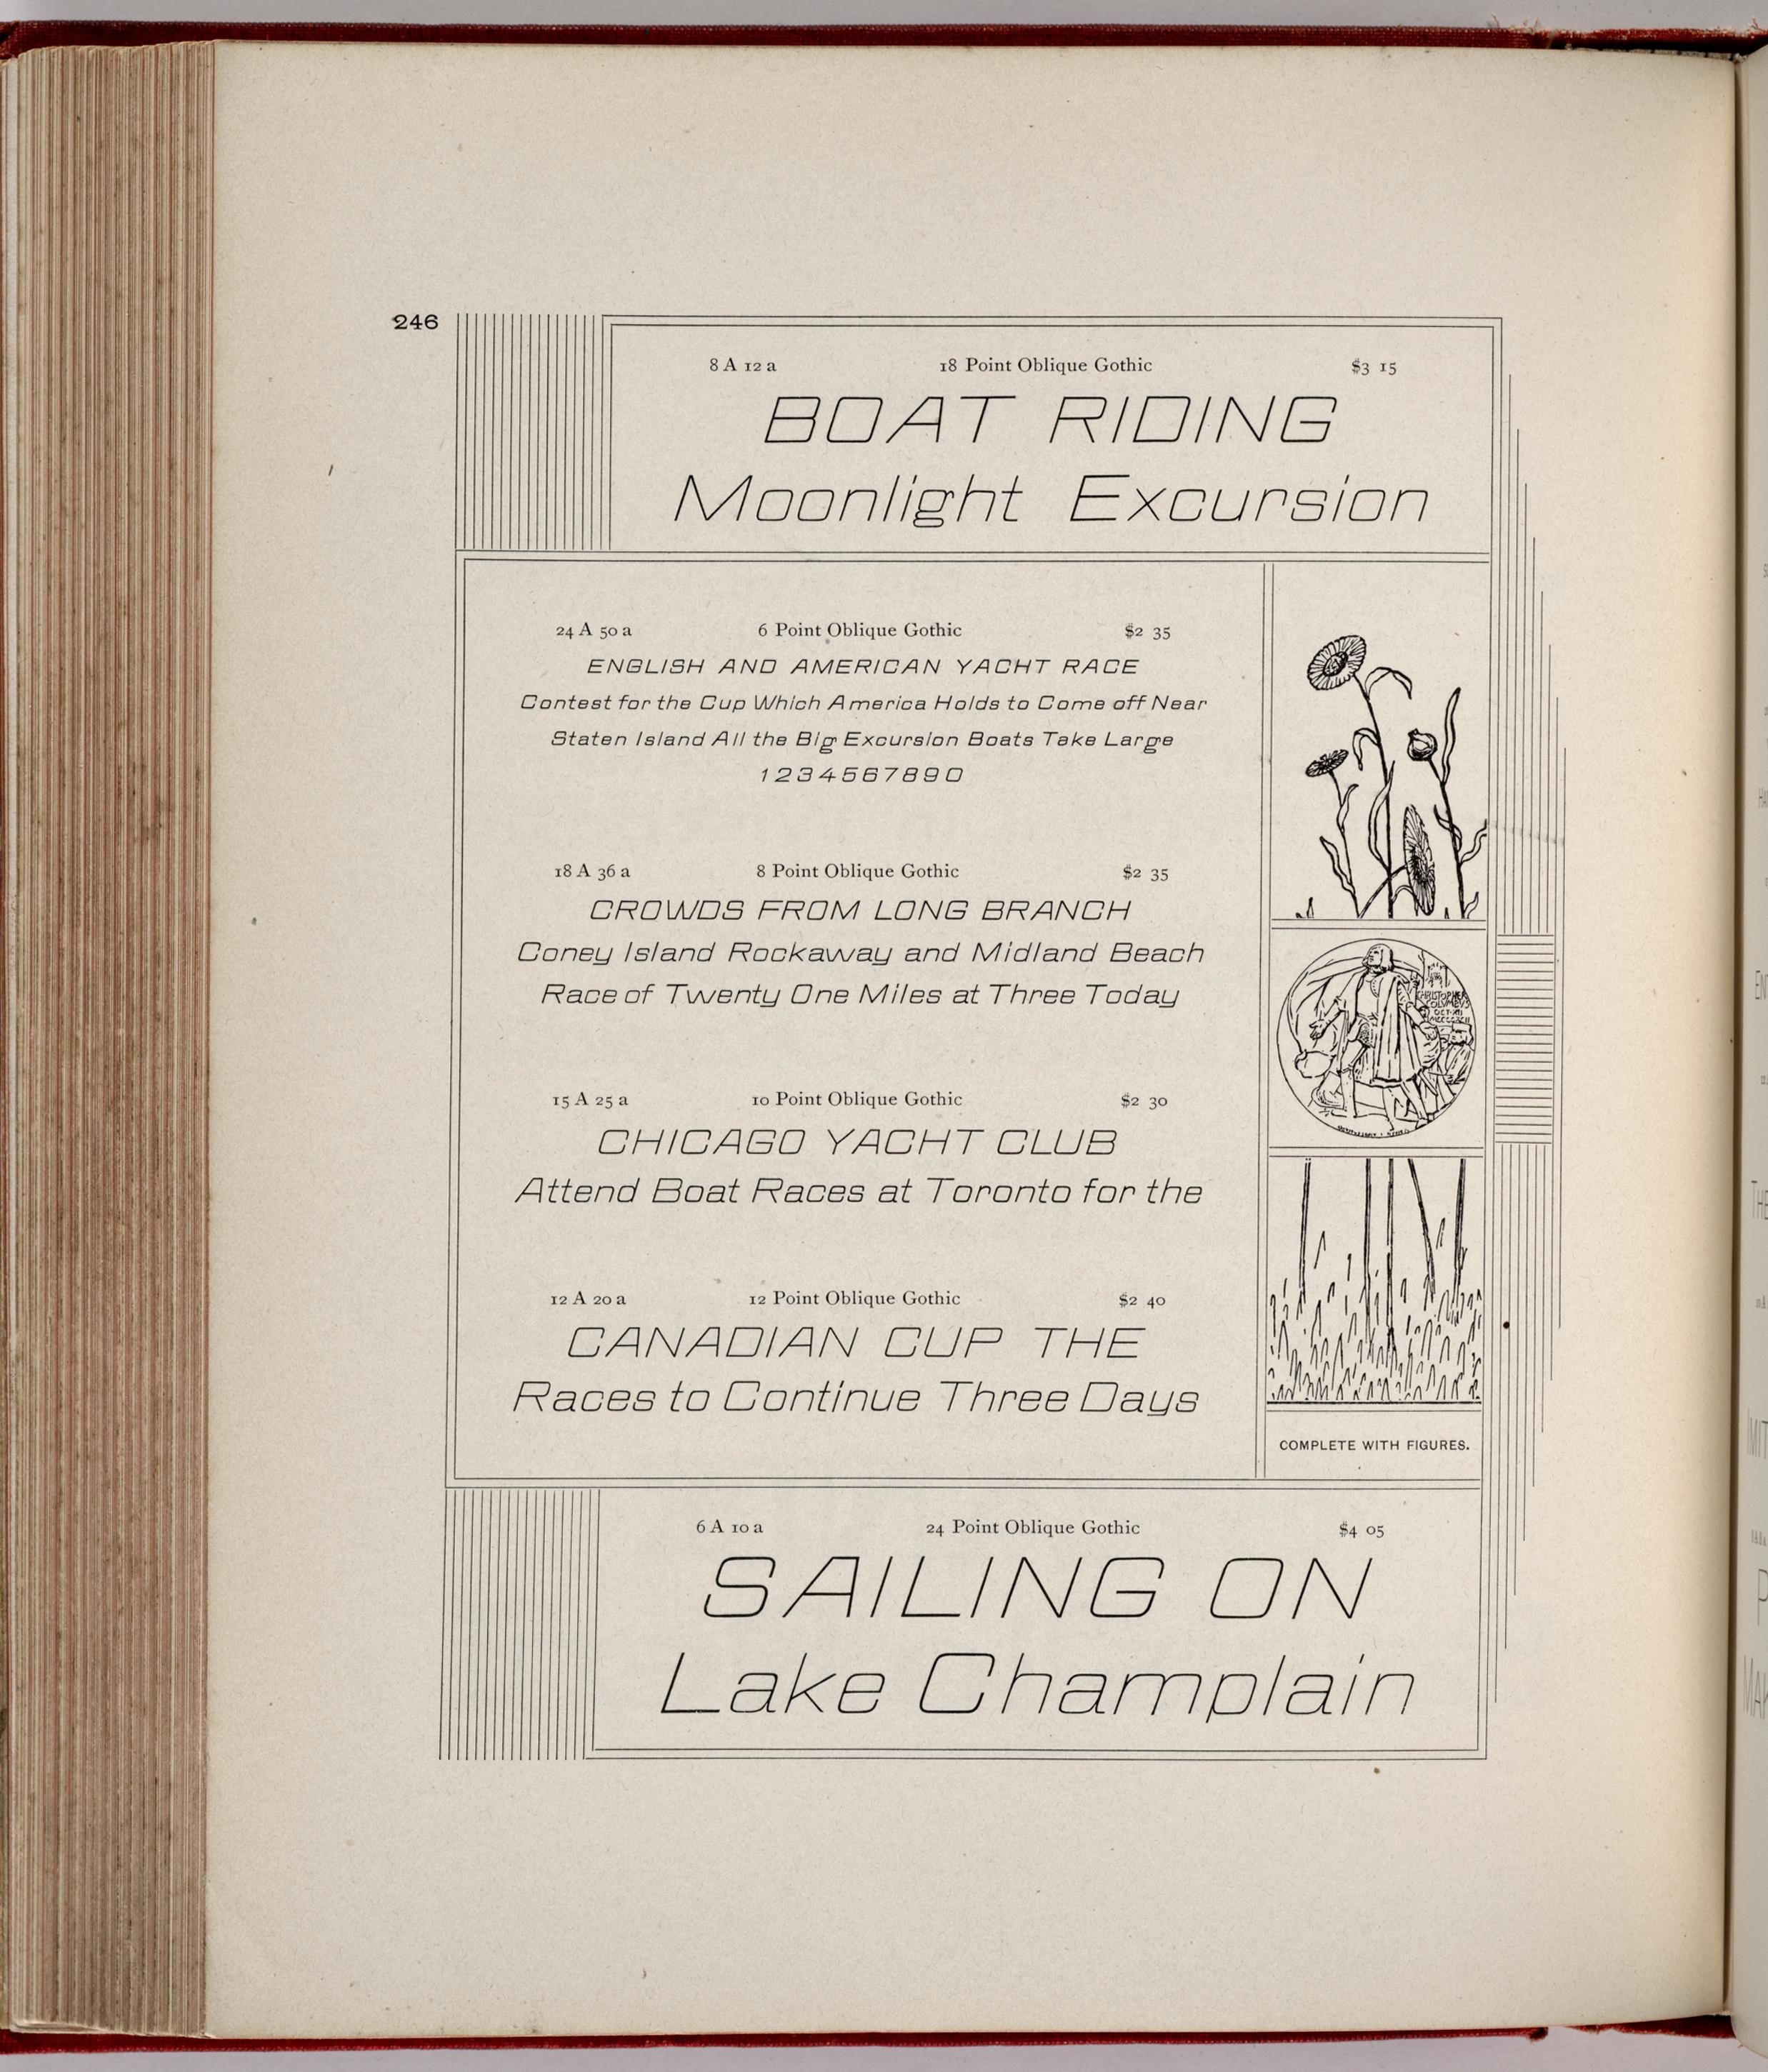 246
8 A 12 a 18 Point Oblique Gothic $3 15
BOAT RIDING
Moonlight Excursion
24 A 50 a 6 Point Oblique Gothic $2 35
ENGLISH AND AMERICAN YACHT RACE
Contest for the Cup Which America Holds to Come off Near
Staten Island All the Big Excursion Boats Take Large
1234567890
18 A 36 a 8 Point Oblique Gothic $2 35
CROWDS FROM LONG BRANCH
Coney Island Rockaway and Midland Beach
Race of Twenty One Miles at Three Today
15 A 25 a 10 Point Oblique Gothic $2 30
CHICAGO YACHT CLUB
Attend Boat Races at Toronto for the
12 A 20 a 12 Point Oblique Gothic $2 40
CANADIAN CUP THE
Races to Continue Three Days
CHRISTOPHER
COLUMBUS
OCT·XII
COMPLETE WITH FIGURES.
6 A 10 a 24 Point Oblique Gothic $4 05
SAILING ON
Lake Champlain